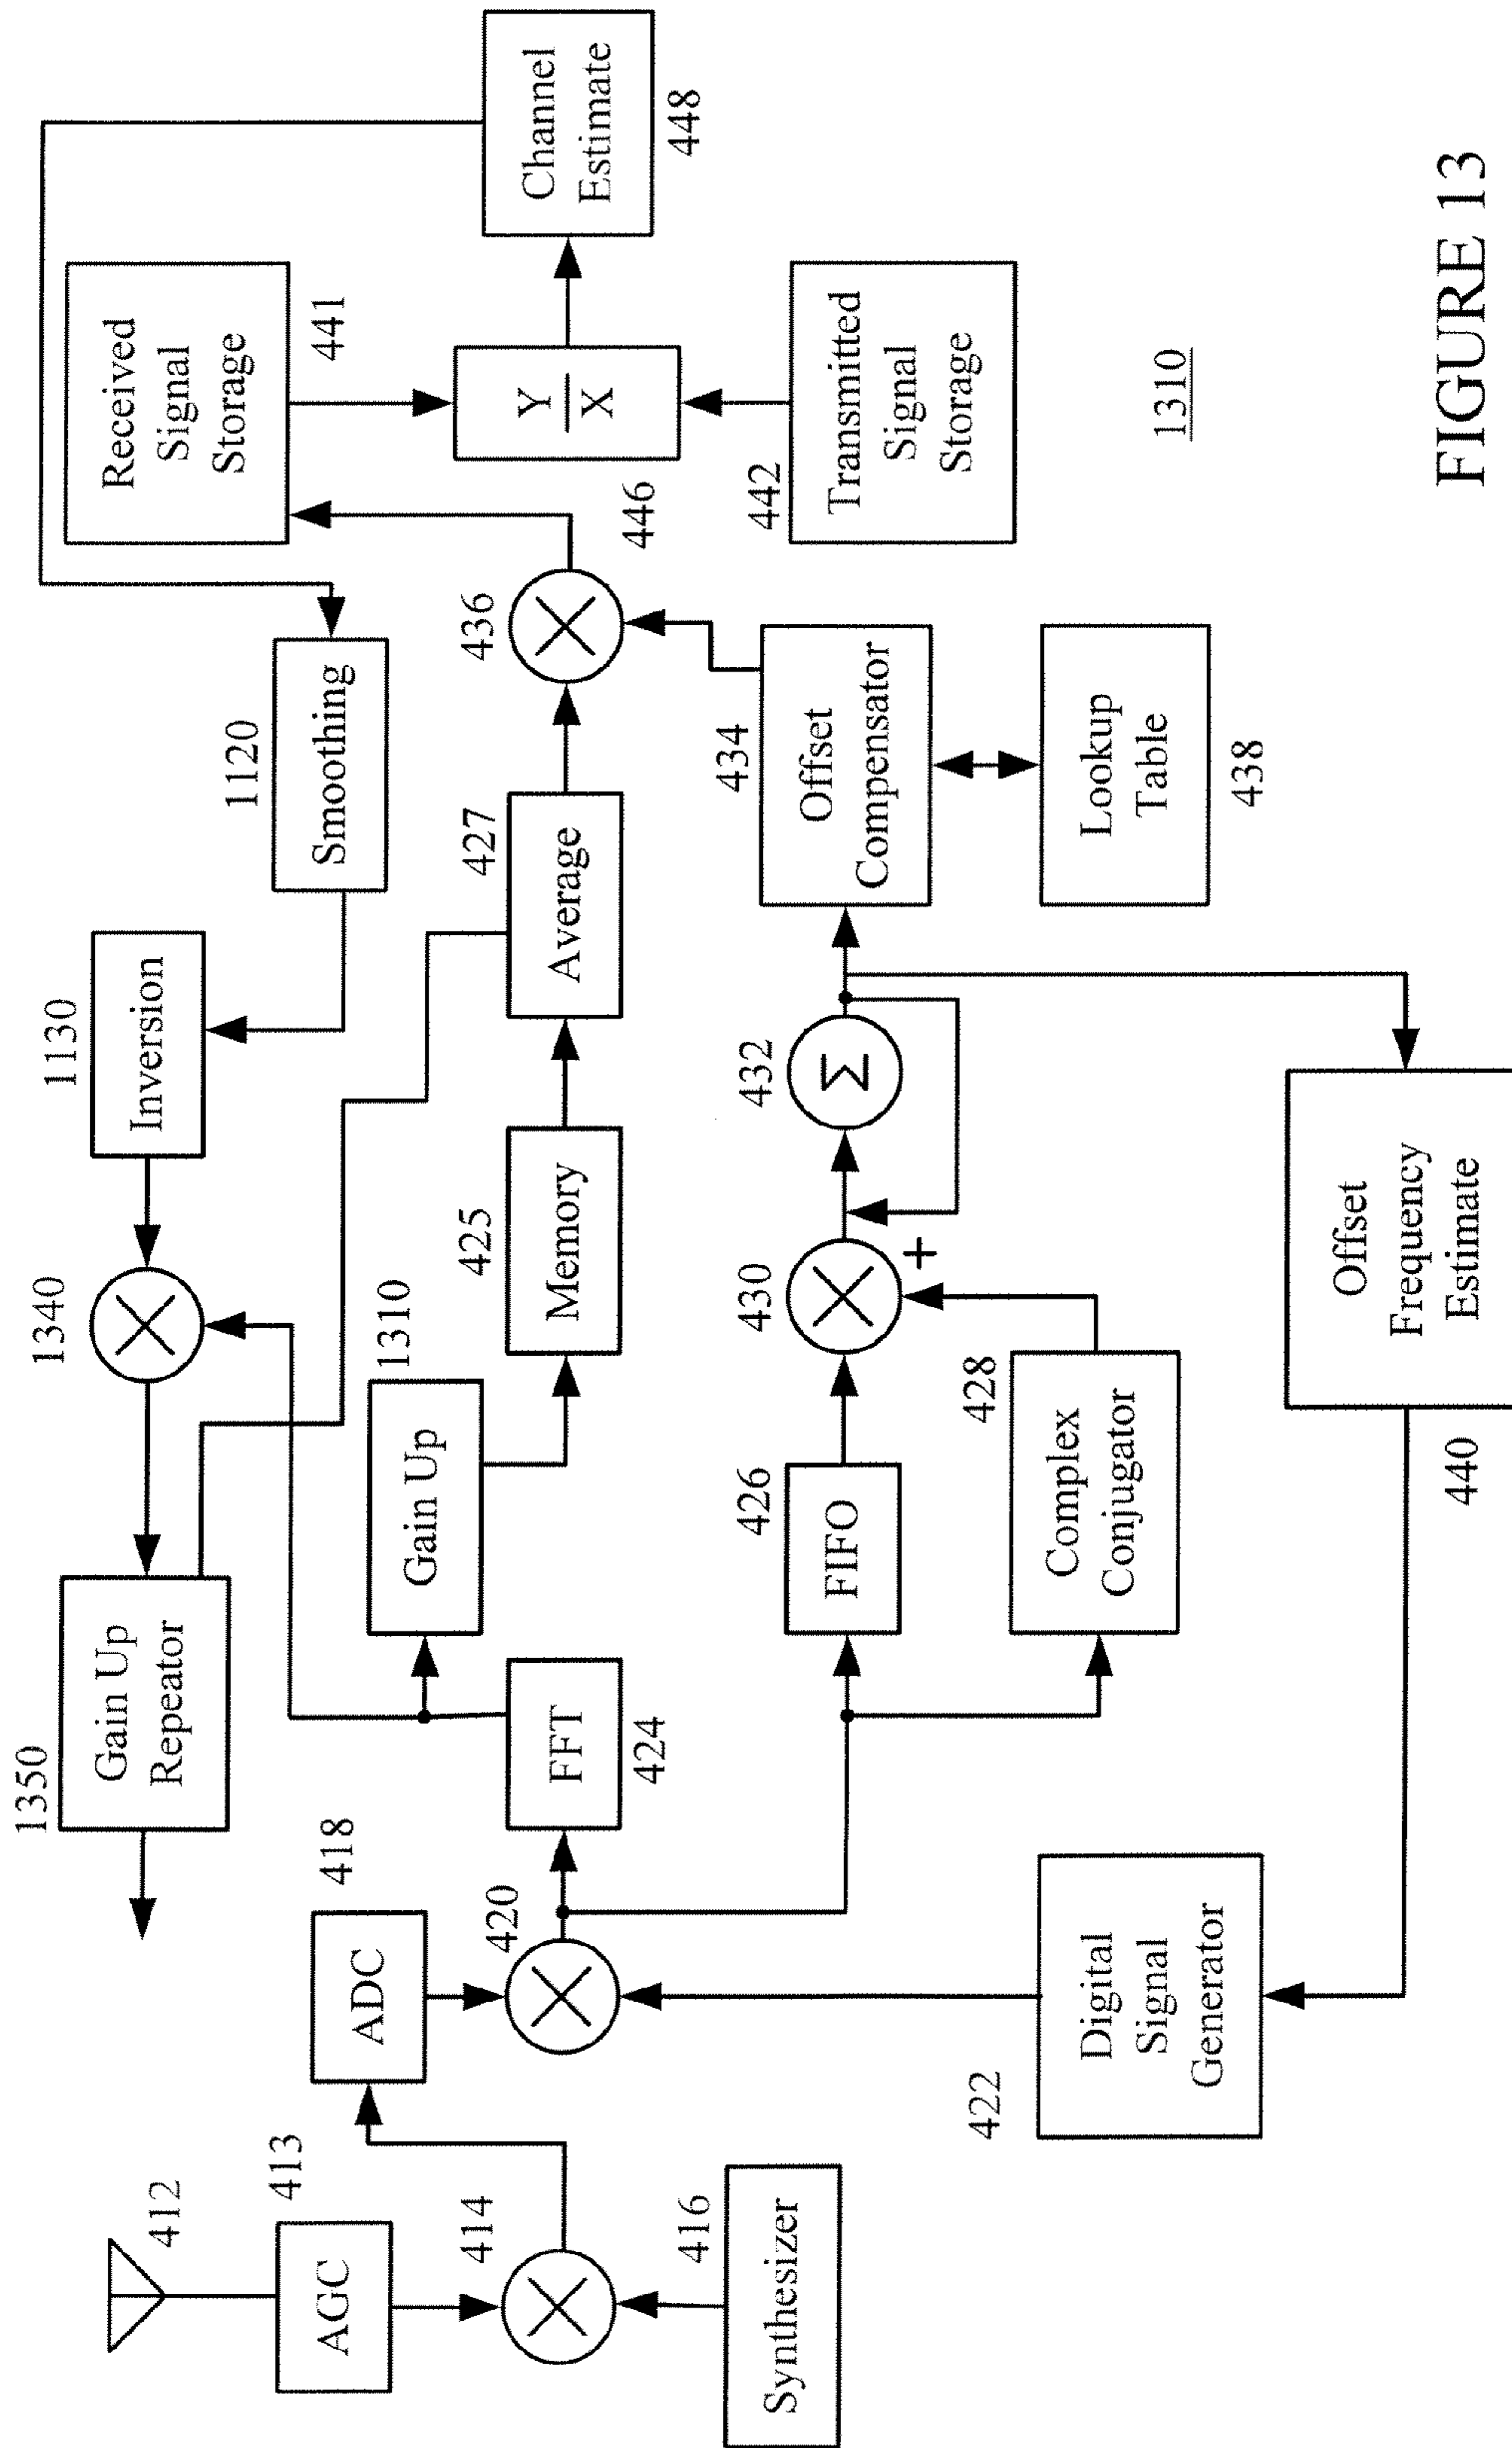 412
413
AGC
414
416
Synthesizer
418
ADC
420
422
Digital
Signal
Generator
1350
Gain Up
Repeator
FFT
424
1340
1310
Gain Up
425
Memory
426
FIFO
428
Complex
Conjugator
430
+
432
Σ
1130
Inversion
427
Average
440
Offset
Frequency
Estimate
1120
Smoothing
436
434
Offset
Compensator
Lookup
Table
438
Received
Signal
Storage
441
446
Y
X
442
Transmitted
Signal
Storage
Channel
Estimate
448
1310
FIGURE 13